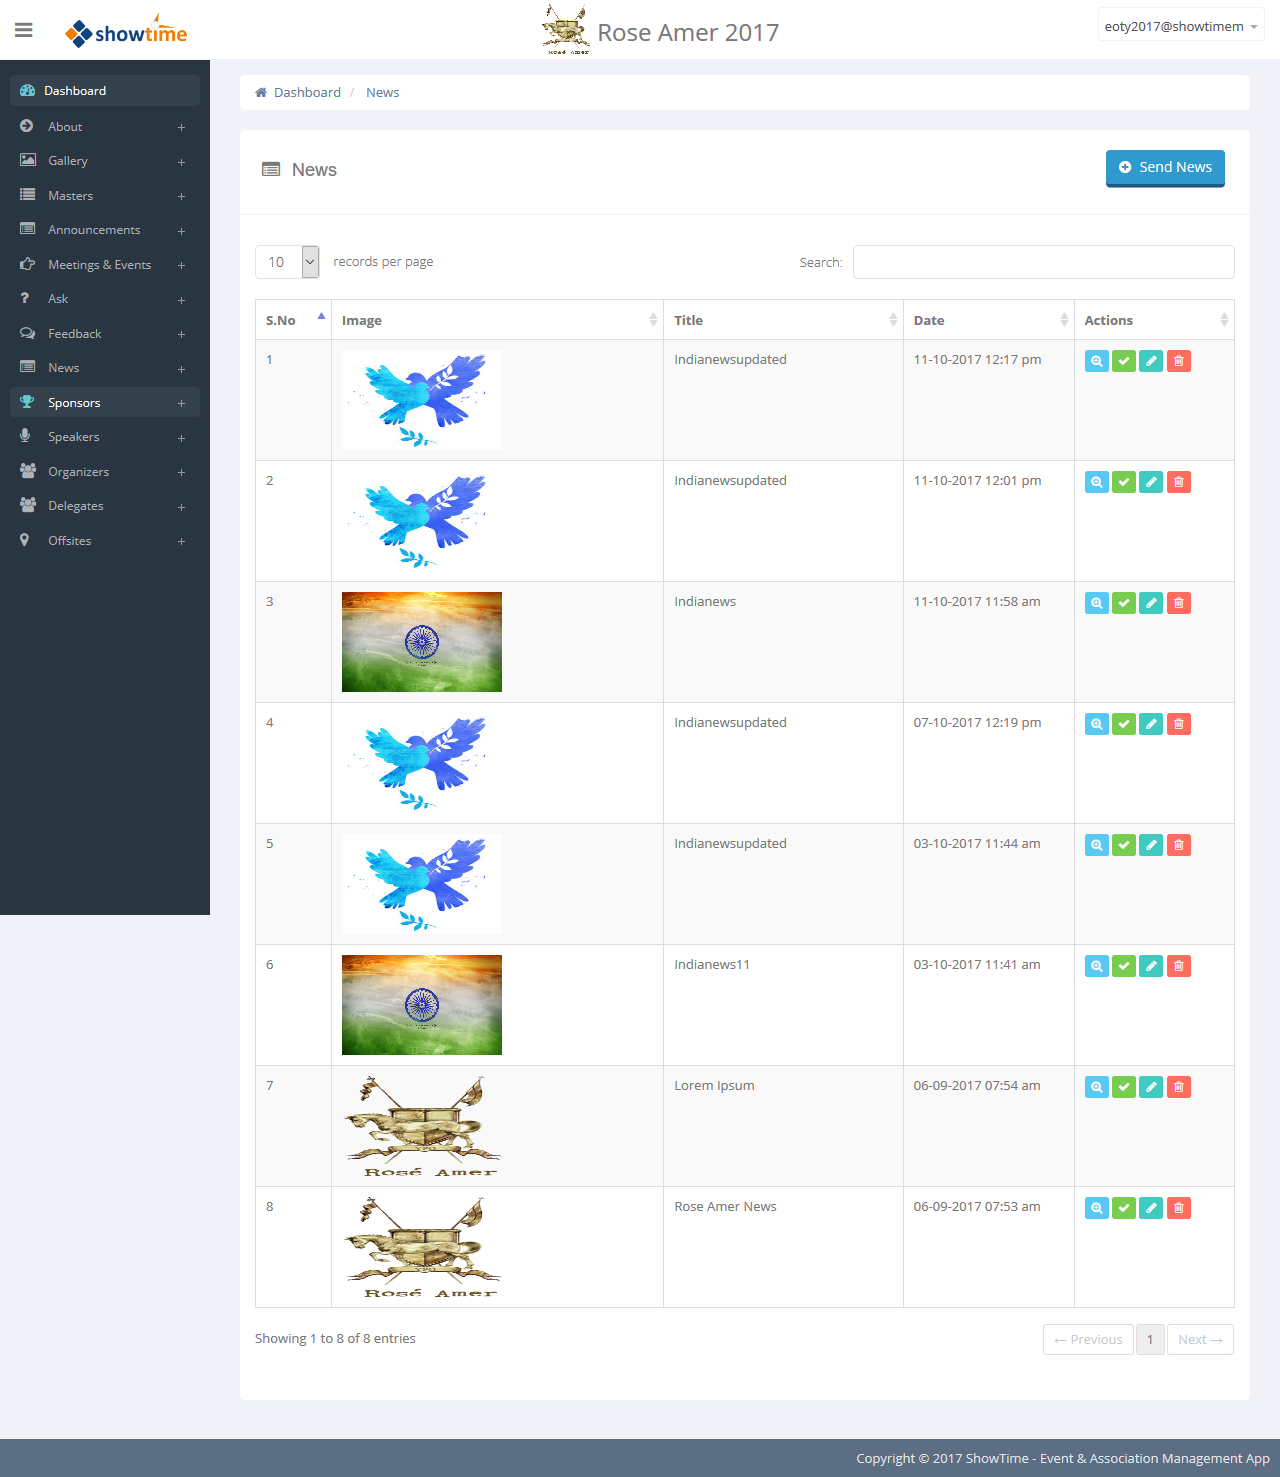 showtime
Rose Amer 2017
eoty2017@showtimem
Dashboard
About +
Gallery +
Masters +
Announcements +
Meetings & Events +
Ask +
Feedback +
News +
Sponsors +
Speakers +
Organizers +
Delegates +
Offsites +
Dashboard / News
News
Send News
10 records per page
Search:
S.No Image Title Date Actions
1 Indianewsupdated 11-10-2017 12:17 pm
2 Indianewsupdated 11-10-2017 12:01 pm
3 Indianews 11-10-2017 11:58 am
4 Indianewsupdated 07-10-2017 12:19 pm
5 Indianewsupdated 03-10-2017 11:44 am
6 Indianews11 03-10-2017 11:41 am
7 Lorem Ipsum 06-09-2017 07:54 am
YPO
Rosé Amer
8 Rose Amer News 06-09-2017 07:53 am
YPO
Rosé Amer
Showing 1 to 8 of 8 entries
← Previous 1 Next →
Copyright © 2017 ShowTime - Event & Association Management App